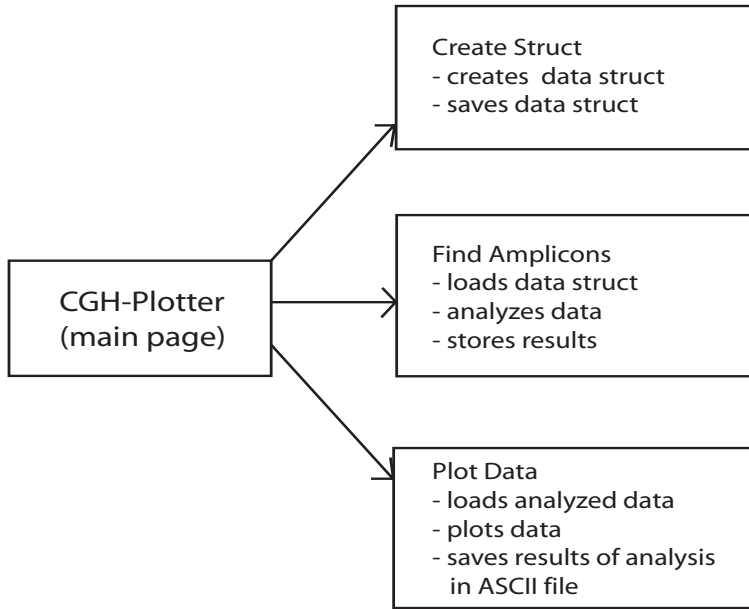 Create Struct
- creates data struct
- saves data struct
CGH-Plotter
(main page)
Find Amplicons
- loads data struct
- analyzes data
- stores results
Plot Data
- loads analyzed data
- plots data
- saves results of analysis
in ASCII file